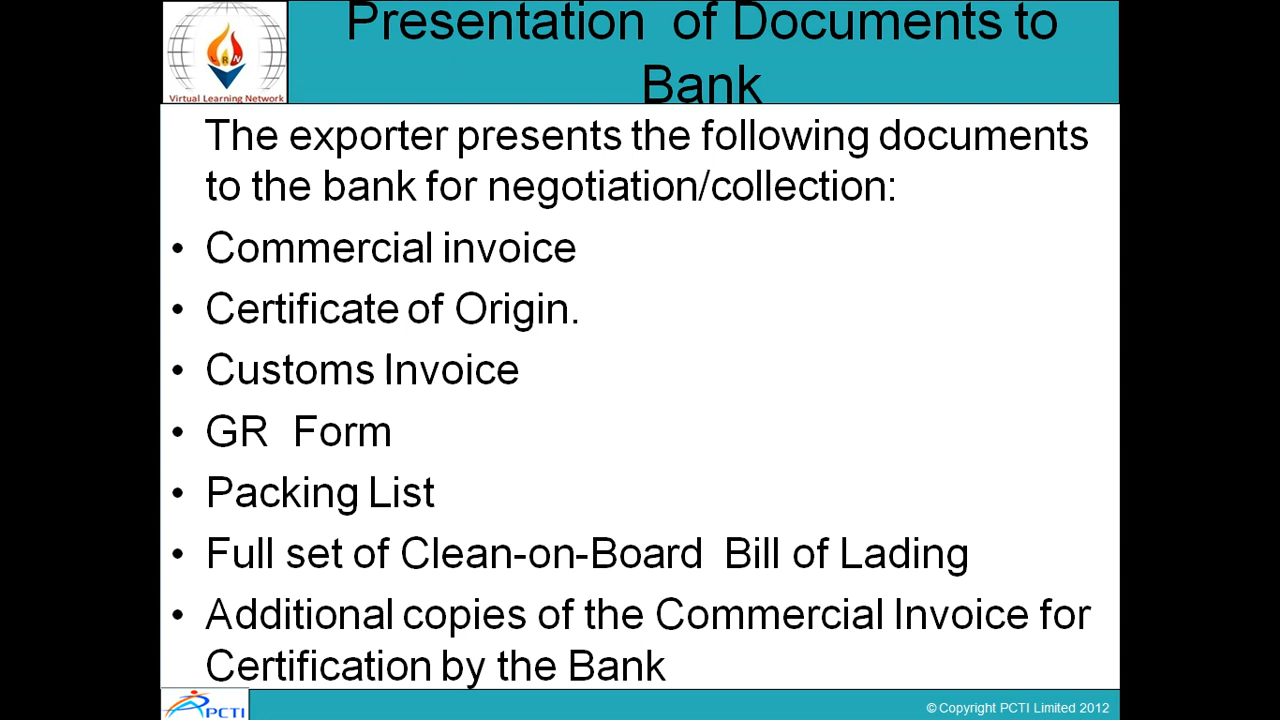 Presentation of Documents to
Bank
LRN
Virtual Learning Network
The exporter presents the following documents
to the bank for negotiation/collection:
• Commercial invoice
• Certificate of Origin.
• Customs Invoice
• GR Form
• Packing List
• Full set of Clean-on-Board Bill of Lading
• Additional copies of the Commercial Invoice for
Certification by the Bank
PCTI
© Copyright PCTI Limited 2012